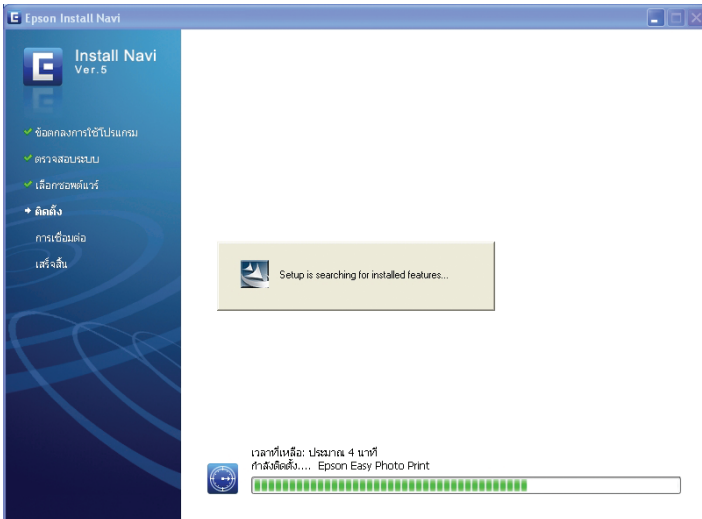 Epson Install Navi
Install Navi
Ver.5
ข้อตกลงการใช้โปรแกรม
ตรวจสอบระบบ
เลือกซอฟต์แวร์
ติดตั้ง
การเชื่อมต่อ
เสร็จสิ้น
Setup is searching for installed features...
เวลาที่เหลือ: ประมาณ 4 นาที
กำลังติดตั้ง.... Epson Easy Photo Print